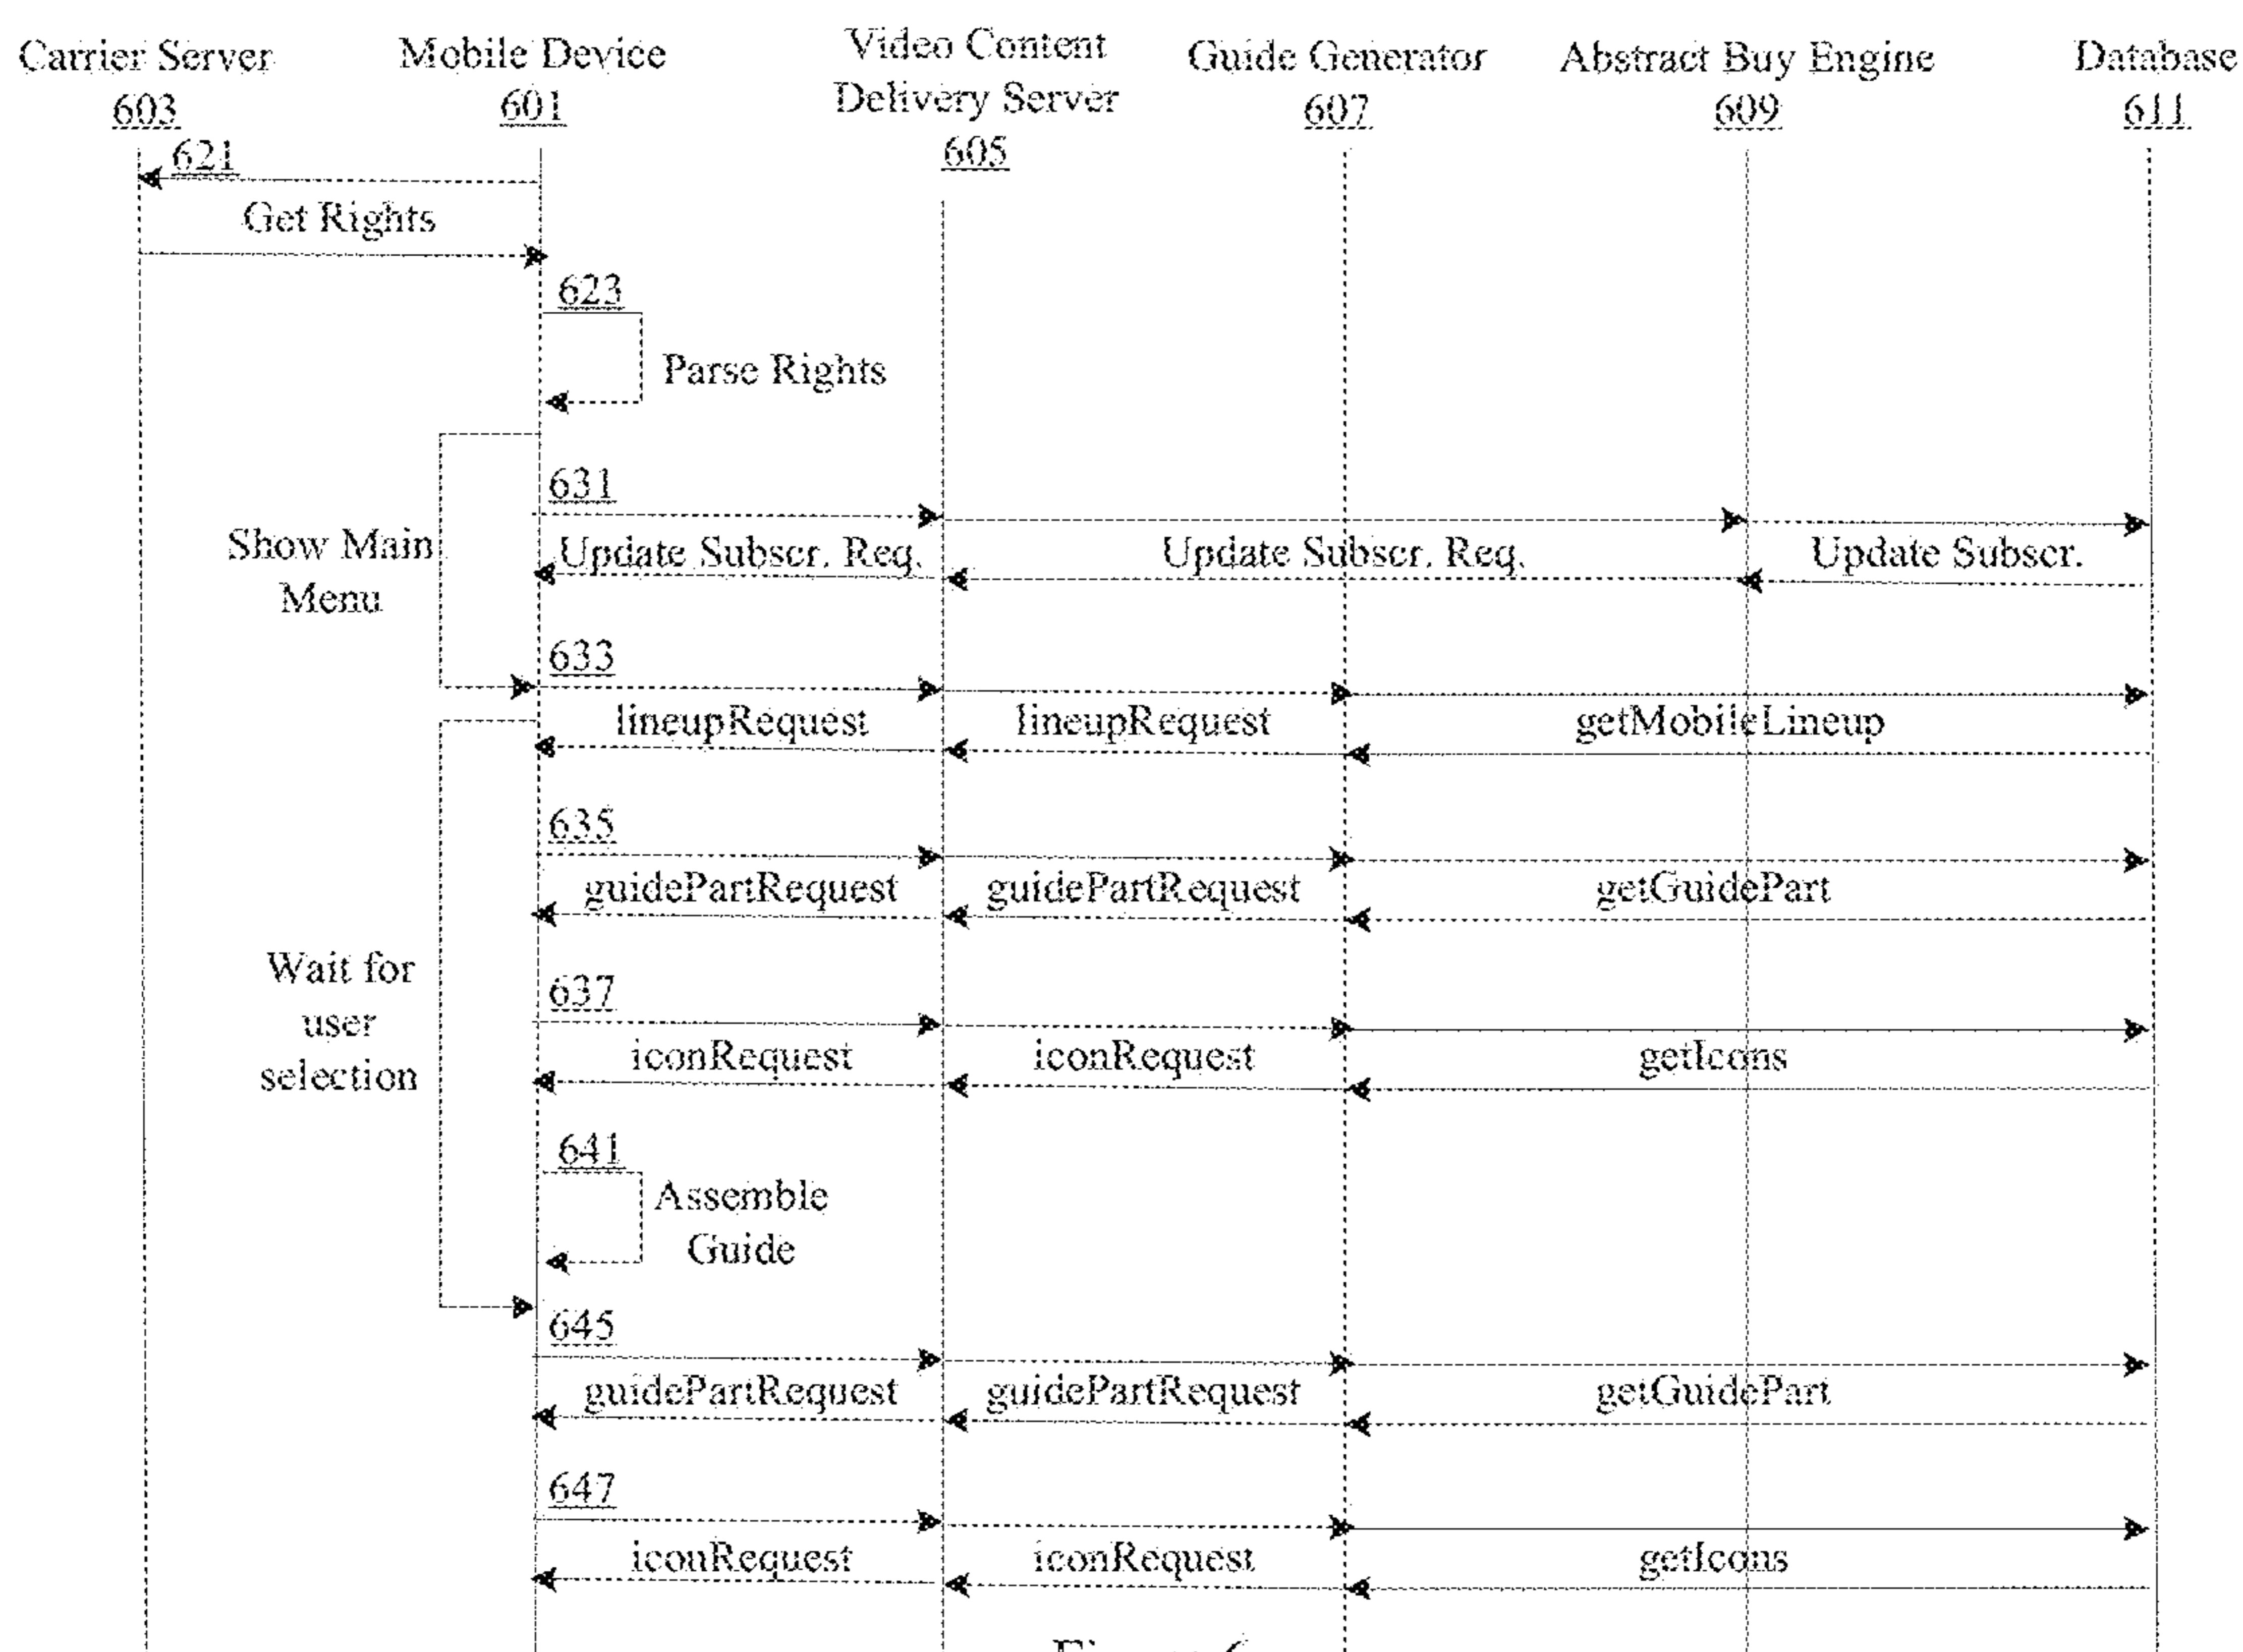 Carrier Server
603
Mobile Device
601
Video Content
Delivery Server
605
Guide Generator
607
Abstract Buy Engine
609
Database
611
621
Get Rights
623
Parse Rights
Show Main
Menu
631
Update Subscr. Req.
Update Subscr. Req.
Update Subscr.
633
lineupRequest
lineupRequest
getMobileLineup
635
guidePartRequest
guidePartRequest
getGuidePart
Wait for
user
selection
637
iconRequest
iconRequest
getIcons
641
Assemble
Guide
645
guidePartRequest
guidePartRequest
getGuidePart
647
iconRequest
iconRequest
getIcons